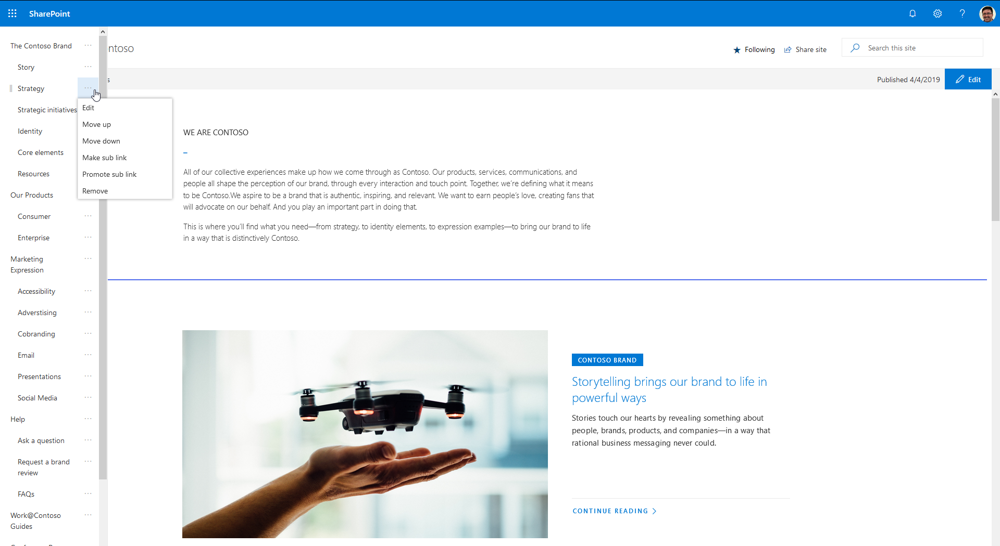 SharePoint
The Contoso Brand
Story
Strategy
Strategic initiatives
Identity
Core elements
Resources
Our Products
Consumer
Enterprise
Marketing
Expression
Accessibility
Adverstising
Cobranding
Email
Presentations
Social Media
Help
Ask a question
Request a brand
review
FAQs
Work@Contoso
Guides
Edit
Move up
Move down
Make sub link
Promote sub link
Remove
ntoso
Following
Share site
Search this site
s
Published 4/4/2019
Edit
WE ARE CONTOSO
All of our collective experiences make up how we come through as Contoso. Our products, services, communications, and
people all shape the perception of our brand, through every interaction and touch point. Together, we’re defining what it means
to be Contoso.We aspire to be a brand that is authentic, inspiring, and relevant. We want to earn people’s love, creating fans that
will advocate on our behalf. And you play an important part in doing that.
This is where you’ll find what you need—from strategy, to identity elements, to expression examples—to bring our brand to life
in a way that is distinctively Contoso.
CONTOSO BRAND
Storytelling brings our brand to life in
powerful ways
Stories touch our hearts by revealing something about
people, brands, products, and companies—in a way that
rational business messaging never could.
CONTINUE READING